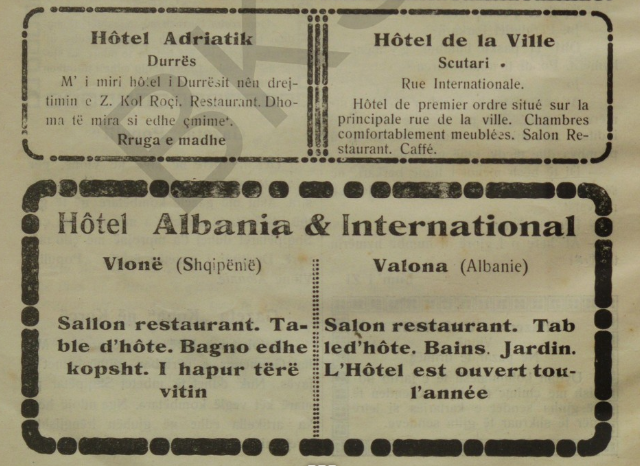 Hôtel Adriatik
Durrës
M' i miri hôtel i Durrësit nën drej-
timin e Z. Kol Roçi. Restaurant. Dho-
ma të mira si edhe çmime'.
Rruga e madhe
Hôtel de la Ville
Scutari •
Rue Internationale.
Hôtel de premier ordre situé sur la
principale rue de la ville. Chambres
comfortablement meublées. Salon Re-
staurant. Caffé.
Hôtel Albania & International
Vlonë (Shqipënië)
Sallon restaurant. Ta-
ble d'hôte. Bagno edhe
kopsht. I hapur tërë
vitin
Valona (Albanie)
Salon restaurant. Tab
led'hôte. Bains. Jardin.
L'Hôtel est ouvert tou-
l'année